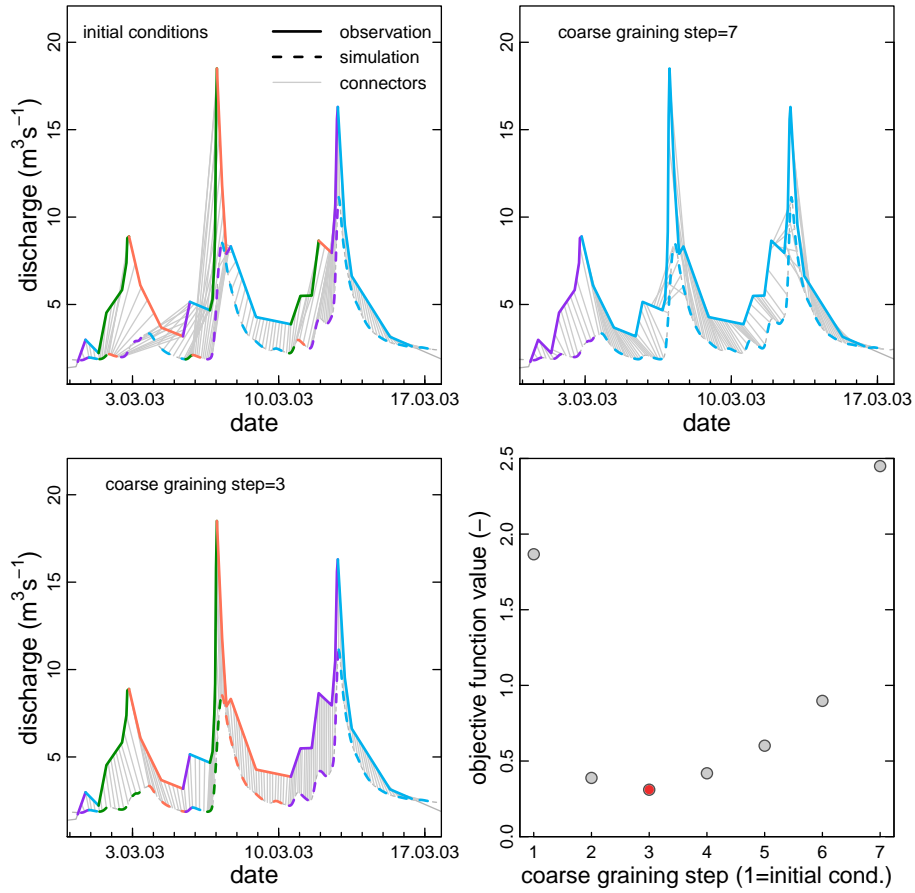 initial conditions
observation
simulation
connectors
20
15
10
5
discharge (m³s⁻¹)
3.03.03 10.03.03 17.03.03
date
coarse graining step=7
20
15
10
5
3.03.03 10.03.03 17.03.03
date
coarse graining step=3
20
15
10
5
discharge (m³s⁻¹)
3.03.03 10.03.03 17.03.03
date
2.5
2.0
1.5
1.0
0.5
0.0
objective function value (−)
1 2 3 4 5 6 7
coarse graining step (1=initial cond.)